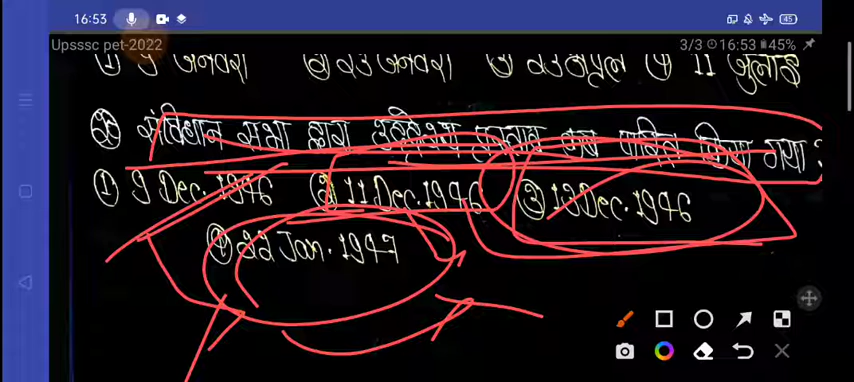 16:53 45
Upsssc pet-2022 3/3 16:53 45%
① 9 जनवरी ② 23 जनवरी ③ 23 अप्रैल ④ 11 जुलाई
संविधान सभा द्वारा उद्देश्य प्रस्ताव कब पारित किया गया ?
① 9 Dec. 1946 ② 11 Dec. 1946 ③ 13 Dec. 1946
④ 22 Jan. 1947